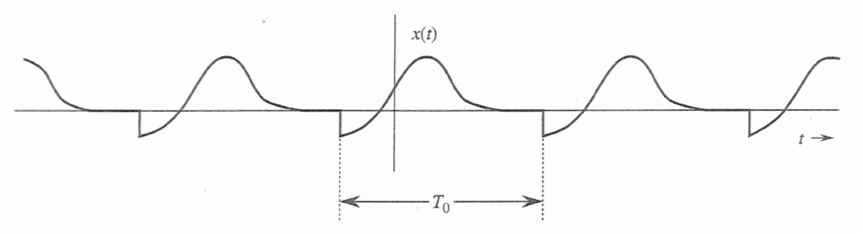 x(t)
t →
T₀